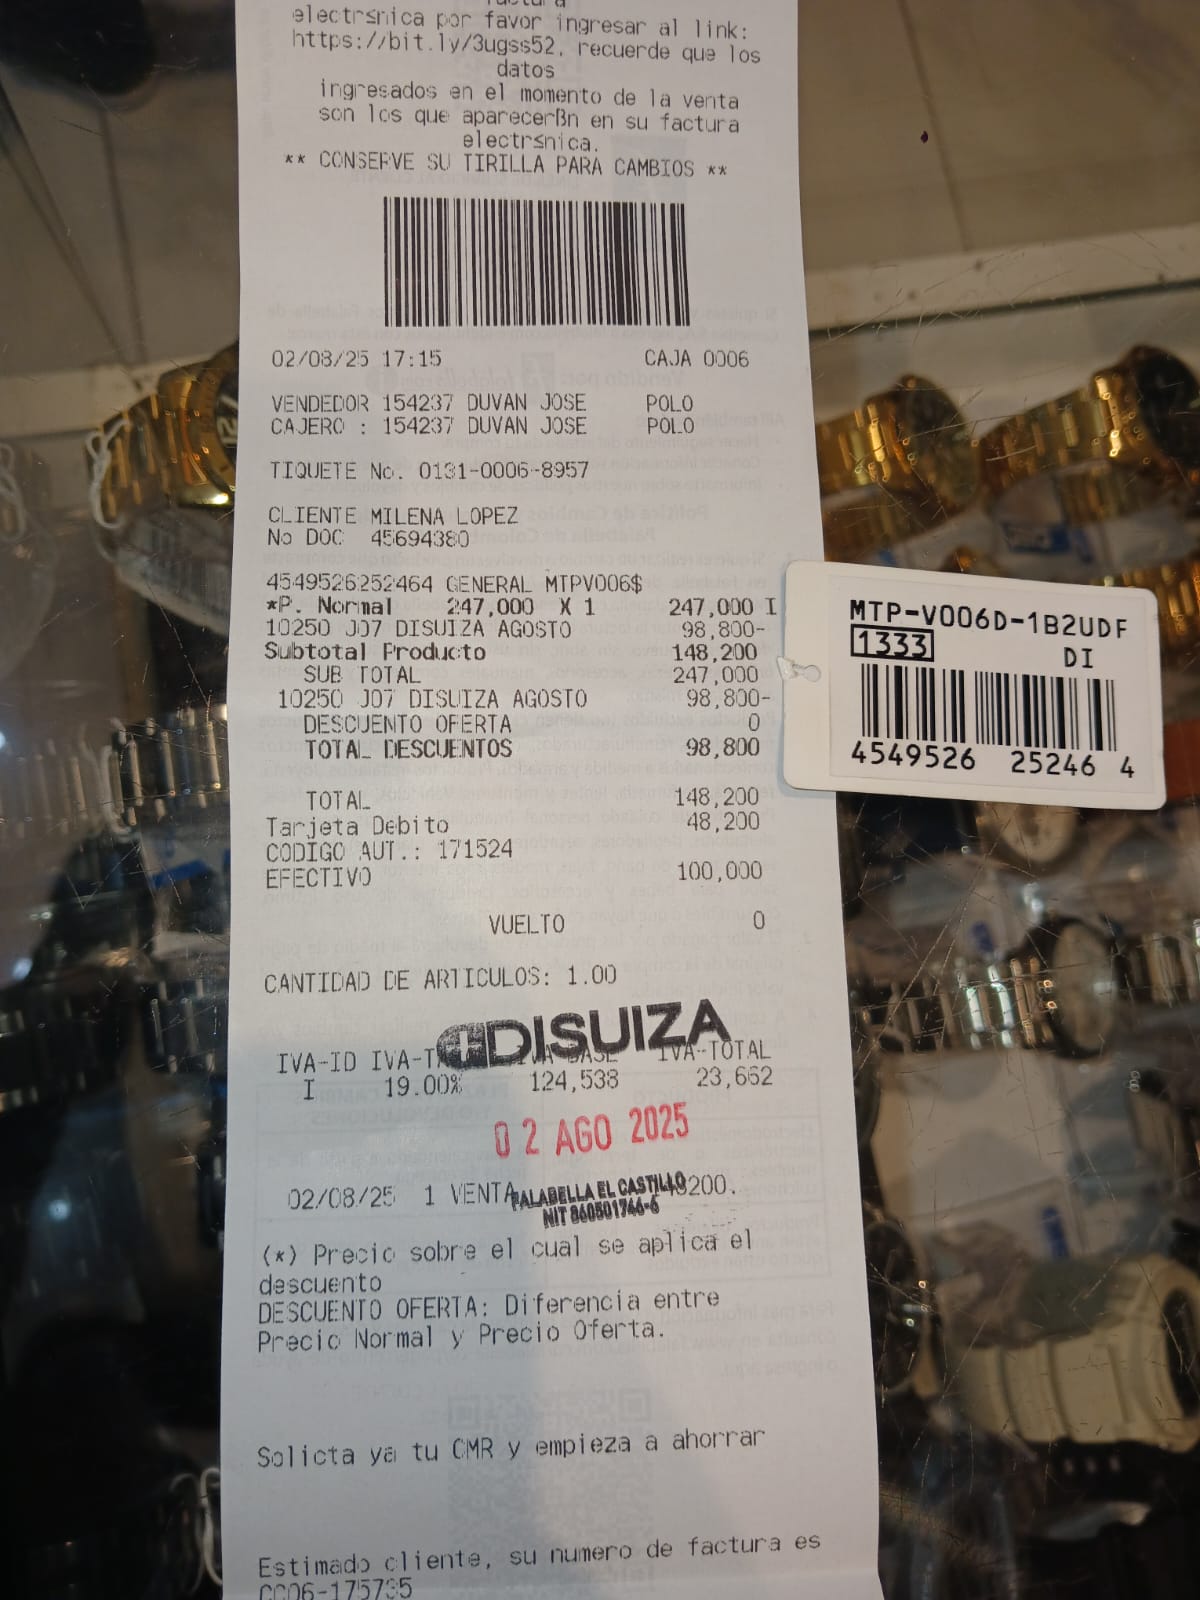 electrśnica por favor ingresar al link:
https://bit.ly/3ugss52, recuerde que los
datos
ingresados en el momento de la venta
son los que aparecerßn en su factura
electrśnica.
** CONSERVE SU TIRILLA PARA CAMBIOS **
02/08/25 17:15 CAJA 0006
VENDEDOR 154237 DUVAN JOSE POLO
CAJERO : 154237 DUVAN JOSE POLO
TIQUETE No. 0131-0006-8957
CLIENTE MILENA LOPEZ
No DOC 45694380
4549526252464 GENERAL MTPV006$
*P. Normal 247,000 X 1 247,000 I
10250 J07 DISUIZA AGOSTO 98,800-
Subtotal Producto 148,200
SUB TOTAL 247,000
10250 J07 DISUIZA AGOSTO 98,800-
DESCUENTO OFERTA 0
TOTAL DESCUENTOS 98,800
TOTAL 148,200
Tarjeta Debito 48,200
CODIGO AUT.: 171524
EFECTIVO 100,000
VUELTO 0
CANTIDAD DE ARTICULOS: 1.00
DISUIZA
IVA-ID IVA-TOTAL
I 19.00% 124,538 23,662
02 AGO 2025
02/08/25 1 VENTA
FALABELLA EL CASTILLO
NIT 860501746-6
(*) Precio sobre el cual se aplica el
descuento
DESCUENTO OFERTA: Diferencia entre
Precio Normal y Precio Oferta.
Solicta ya tu CMR y empieza a ahorrar
Estimado cliente, su numero de factura es
CC06-175735
MTP-V006D-1B2UDF
1333
DI
4549526 25246 4